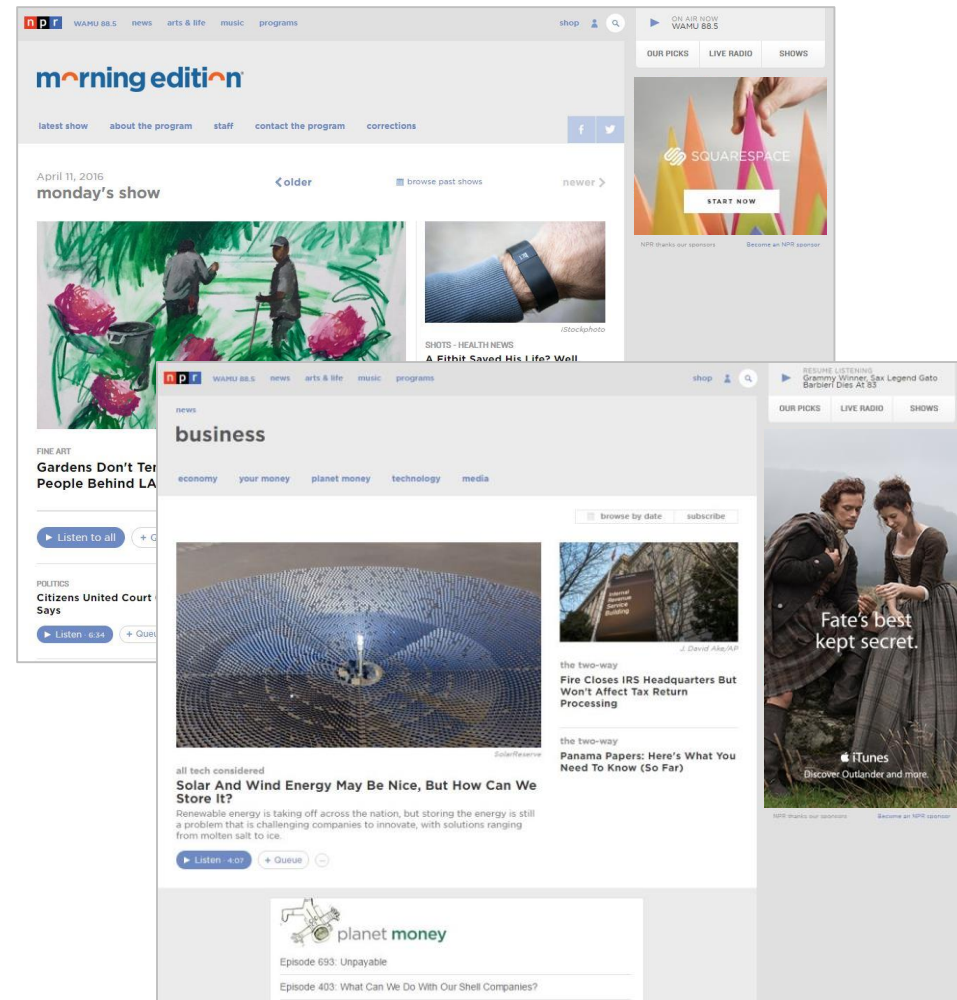 npr WAMU 88.5 news arts & life music programs shop
ON AIR NOW
WAMU 88.5
OUR PICKS LIVE RADIO SHOWS
morning edition
latest show about the program staff contact the program corrections
SQUARESPACE
START NOW
NPR thanks our sponsors Become an NPR sponsor
April 11, 2016
monday's show
older browse past shows newer
iStockphoto
SHOTS - HEALTH NEWS
A Fitbit Saved His Life? Well
FINE ART
Gardens Don't Ter
People Behind LA
Listen to all + Q
POLITICS
Citizens United Court
Says
Listen · 6:34 + Queu
npr WAMU 88.5 news arts & life music programs shop
RESUME LISTENING
Grammy Winner, Sax Legend Gato
Barbieri Dies At 83
OUR PICKS LIVE RADIO SHOWS
news
business
economy your money planet money technology media
browse by date subscribe
Internal
Revenue
Service
Building
J. David Ake/AP
SolarReserve
all tech considered
Solar And Wind Energy May Be Nice, But How Can We
Store It?
Renewable energy is taking off across the nation, but storing the energy is still
a problem that is challenging companies to innovate, with solutions ranging
from molten salt to ice.
Listen · 4:07 + Queue
the two-way
Fire Closes IRS Headquarters But
Won't Affect Tax Return
Processing
the two-way
Panama Papers: Here's What You
Need To Know (So Far)
Fate's best
kept secret.
iTunes
Discover Outlander and more.
NPR thanks our sponsors Become an NPR sponsor
planet money
Episode 693: Unpayable
Episode 403: What Can We Do With Our Shell Companies?